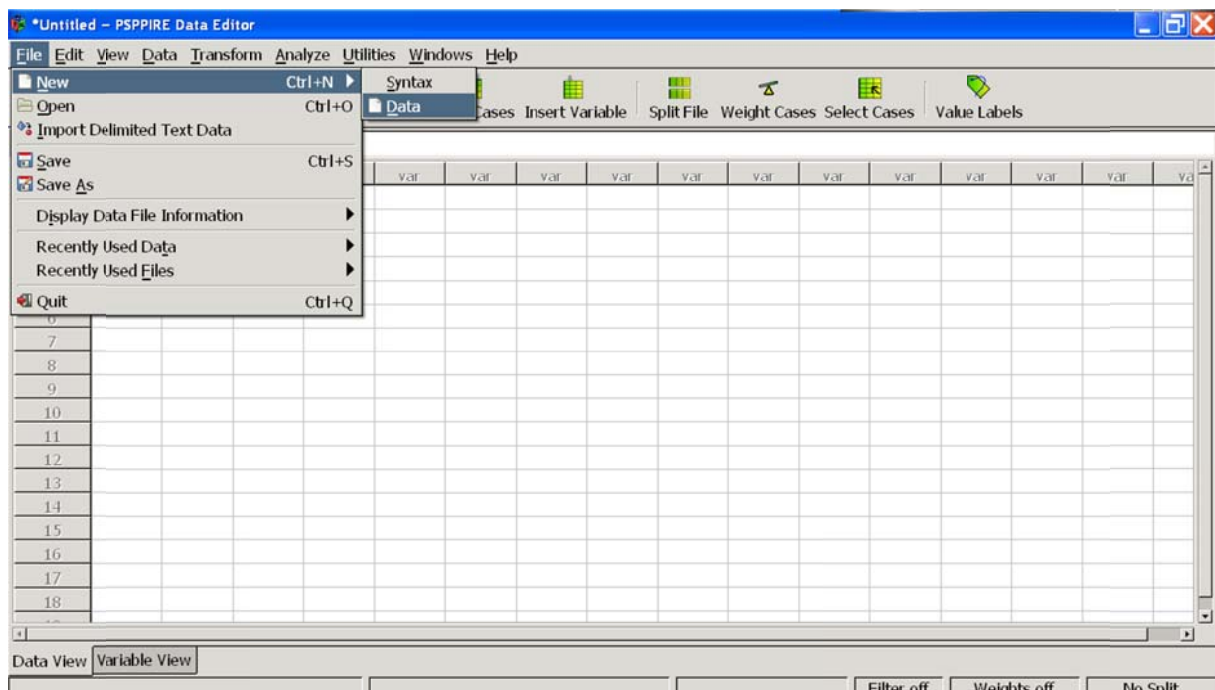 *Untitled – PSPPIRE Data Editor
File Edit View Data Transform Analyze Utilities Windows Help
New Ctrl+N Syntax
Open Ctrl+O Data Cases Insert Variable Split File Weight Cases Select Cases Value Labels
Import Delimited Text Data
Save Ctrl+S
Save As
var var var var var var var var var var var va
Display Data File Information
Recently Used Data
Recently Used Files
Quit Ctrl+Q
6
7
8
9
10
11
12
13
14
15
16
17
18
Data View Variable View
Filter off Weights off No Split